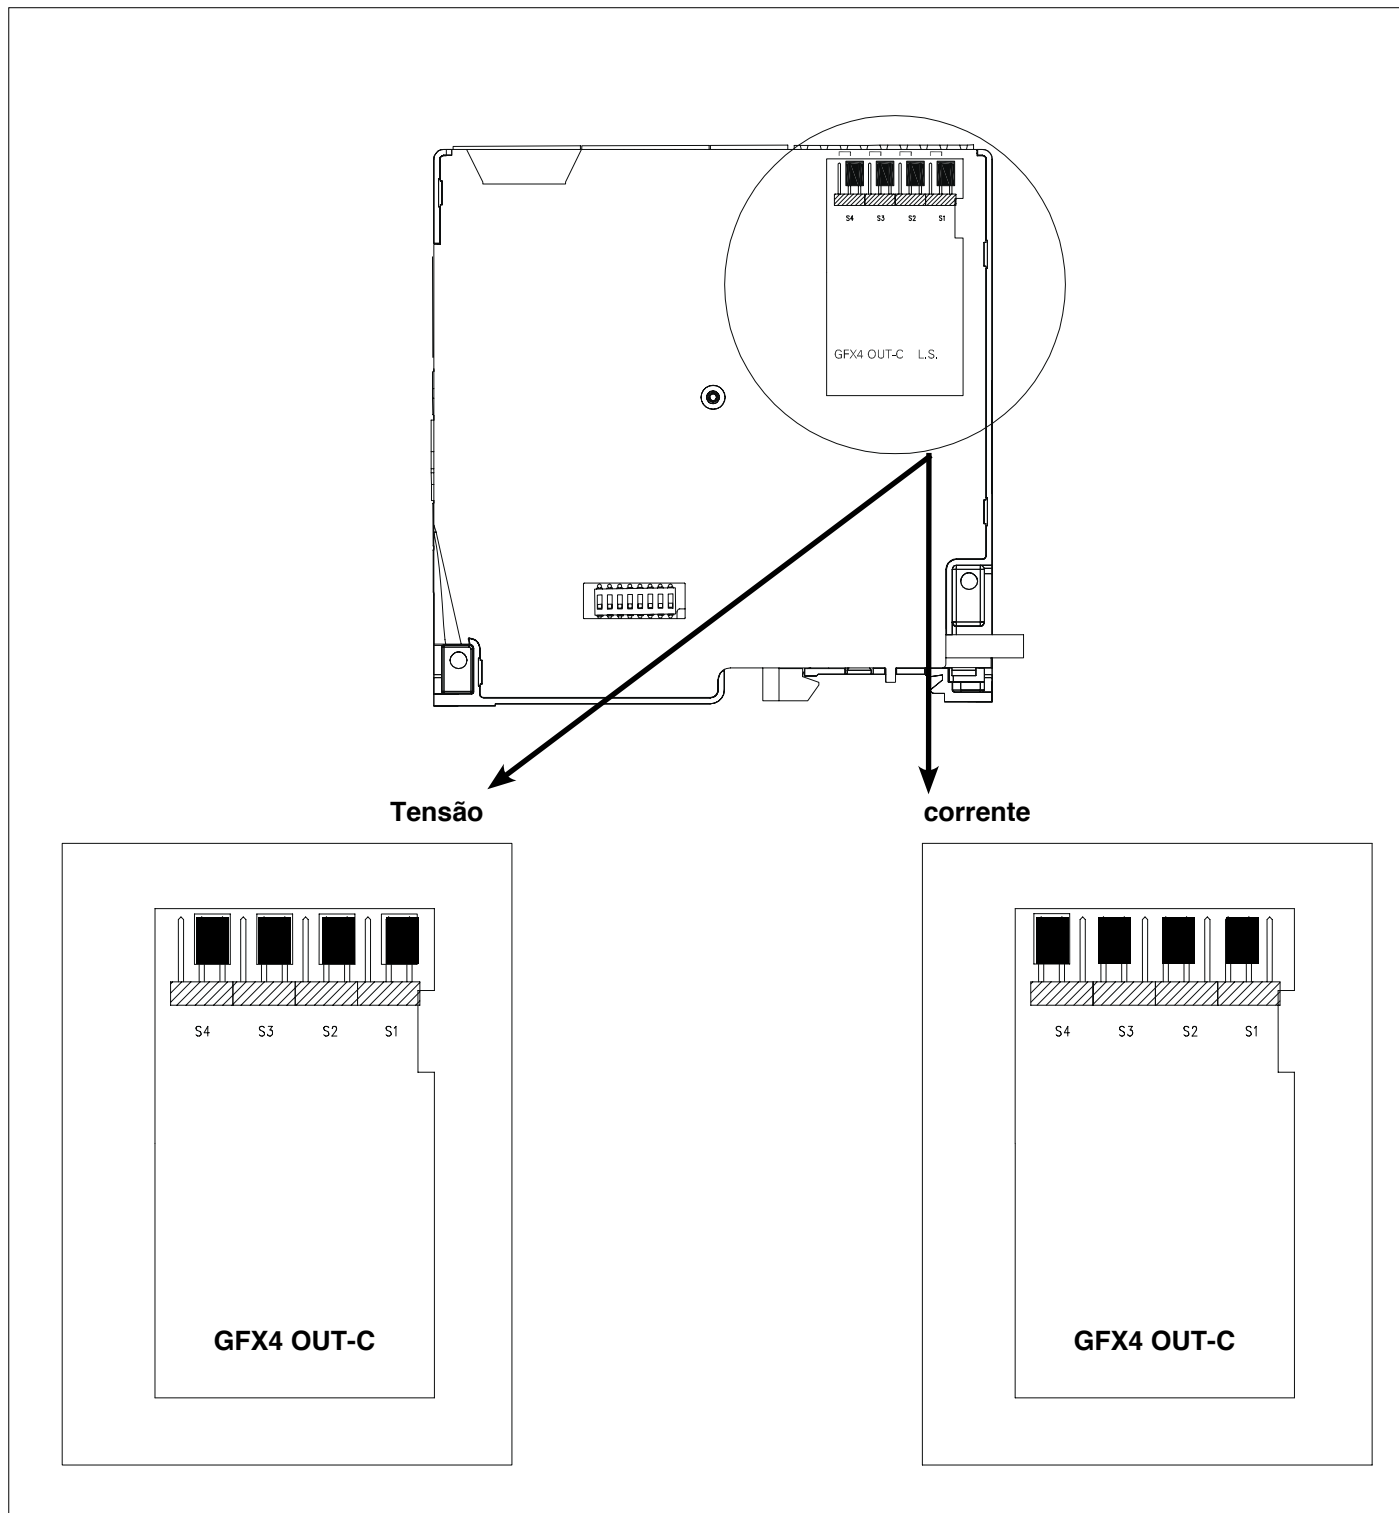 S4 S3 S2 S1
GFX4 OUT-C L.S.
Tensão
corrente
S4 S3 S2 S1
GFX4 OUT-C
S4 S3 S2 S1
GFX4 OUT-C